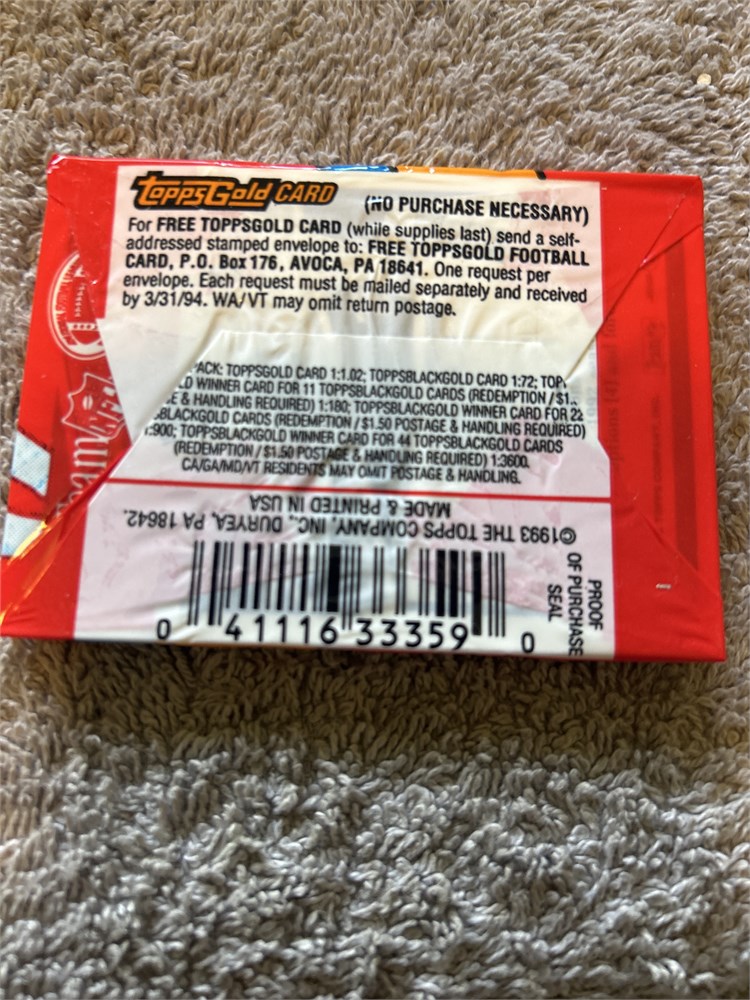 ToppsGold CARD (NO PURCHASE NECESSARY)
For FREE TOPPSGOLD CARD (while supplies last) send a self-
addressed stamped envelope to: FREE TOPPSGOLD FOOTBALL
CARD, P.O. Box 176, AVOCA, PA 18641. One request per
envelope. Each request must be mailed separately and received
by 3/31/94. WA/VT may omit return postage.
PACK: TOPPSGOLD CARD 1:1.02; TOPPSBLACKGOLD CARD 1:72;
WINNER CARD FOR 11 TOPPSBLACKGOLD CARDS (REDEMPTION /
& HANDLING REQUIRED) 1:180; TOPPSBLACKGOLD WINNER CARD FOR 22
CARDS (REDEMPTION / $1.50 POSTAGE & HANDLING REQUIRED)
1:900; TOPPSBLACKGOLD WINNER CARD FOR 44 TOPPSBLACKGOLD CARDS
(REDEMPTION / $1.50 POSTAGE & HANDLING REQUIRED) 1:3600.
CA/GA/MD/VT RESIDENTS MAY OMIT POSTAGE & HANDLING.
©1993 THE TOPPS COMPANY, INC., DURYEA, PA 18642.
MADE & PRINTED IN USA
0 41116 33359 0
PROOF
OF PURCHASE
SEAL